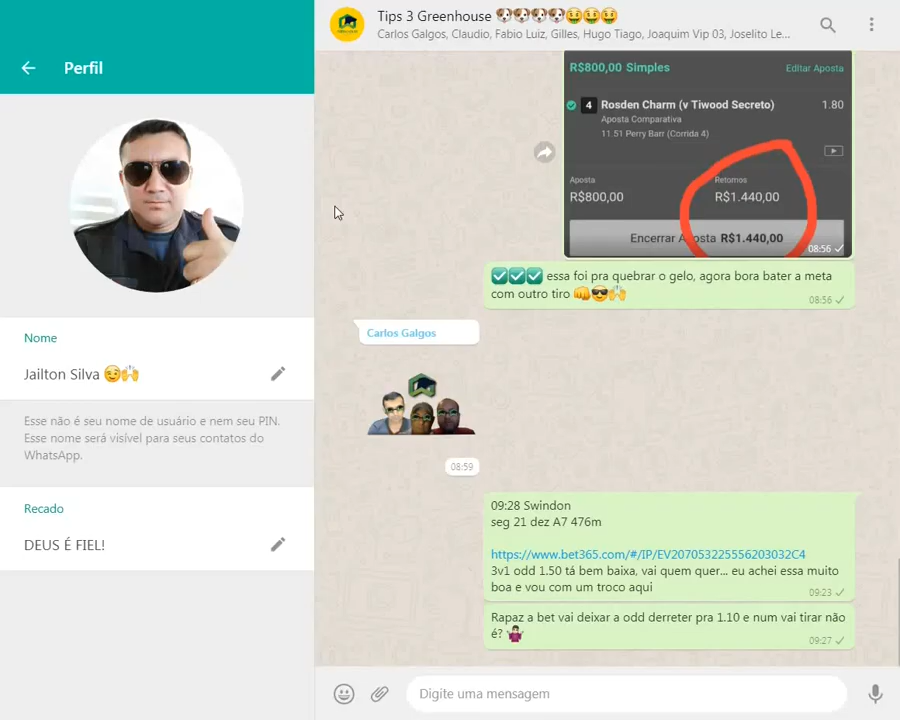 Perfil
Nome
Jailton Silva 😉🙌
Esse não é seu nome de usuário e nem seu PIN.
Esse nome será visível para seus contatos do
WhatsApp.
Recado
DEUS É FIEL!
Tips 3 Greenhouse 🐶🐶🐶🐶🤑🤑🤑
Carlos Galgos, Claudio, Fabio Luiz, Gilles, Hugo Tiago, Joaquim Vip 03, Joselito Le...
R$800,00 Simples
Editar Aposta
4 Rosden Charm (v Tiwood Secreto) 1.80
Aposta Comparativa
11.51 Perry Barr (Corrida 4)
Aposta Retornos
R$800,00 R$1.440,00
Encerrar Aposta R$1.440,00
08:56
✅✅✅ essa foi pra quebrar o gelo, agora bora bater a meta
com outro tiro 👊😎🙌
08:56
Carlos Galgos
08:59
09:28 Swindon
seg 21 dez A7 476m
https://www.bet365.com/#/IP/EV207053225556203032C4
3v1 odd 1.50 tá bem baixa, vai quem quer... eu achei essa muito
boa e vou com um troco aqui
09:23
Rapaz a bet vai deixar a odd derreter pra 1.10 e num vai tirar não
é? 🤷🏻‍♂️
09:27
Digite uma mensagem